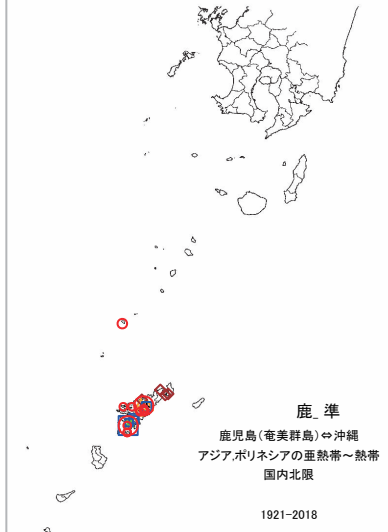 鹿_準
鹿児島(奄美群島)⇔沖縄
アジア,ポリネシアの亜熱帯～熱帯
国内北限
1921-2018